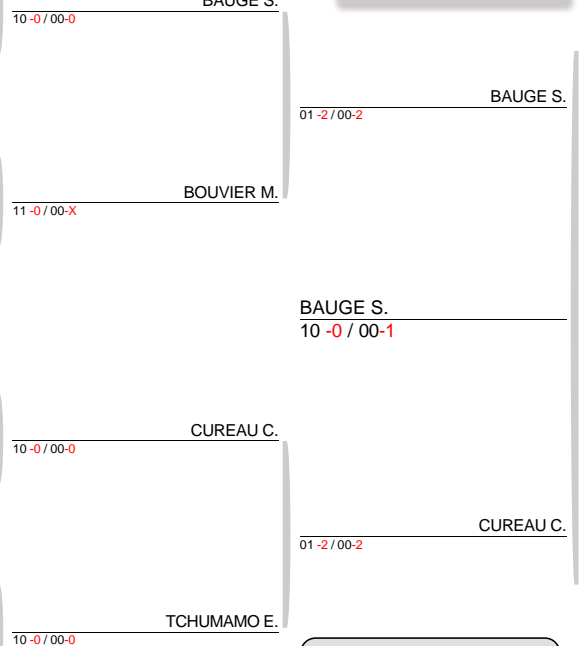 BAUGE S.
10 -0 / 00-0
BOUVIER M.
11 -0 / 00-X
CUREAU C.
10 -0 / 00-0
TCHUMAMO E.
10 -0 / 00-0
BAUGE S.
01 -2 / 00-2
BAUGE S.
10 -0 / 00-1
CUREAU C.
01 -2 / 00-2